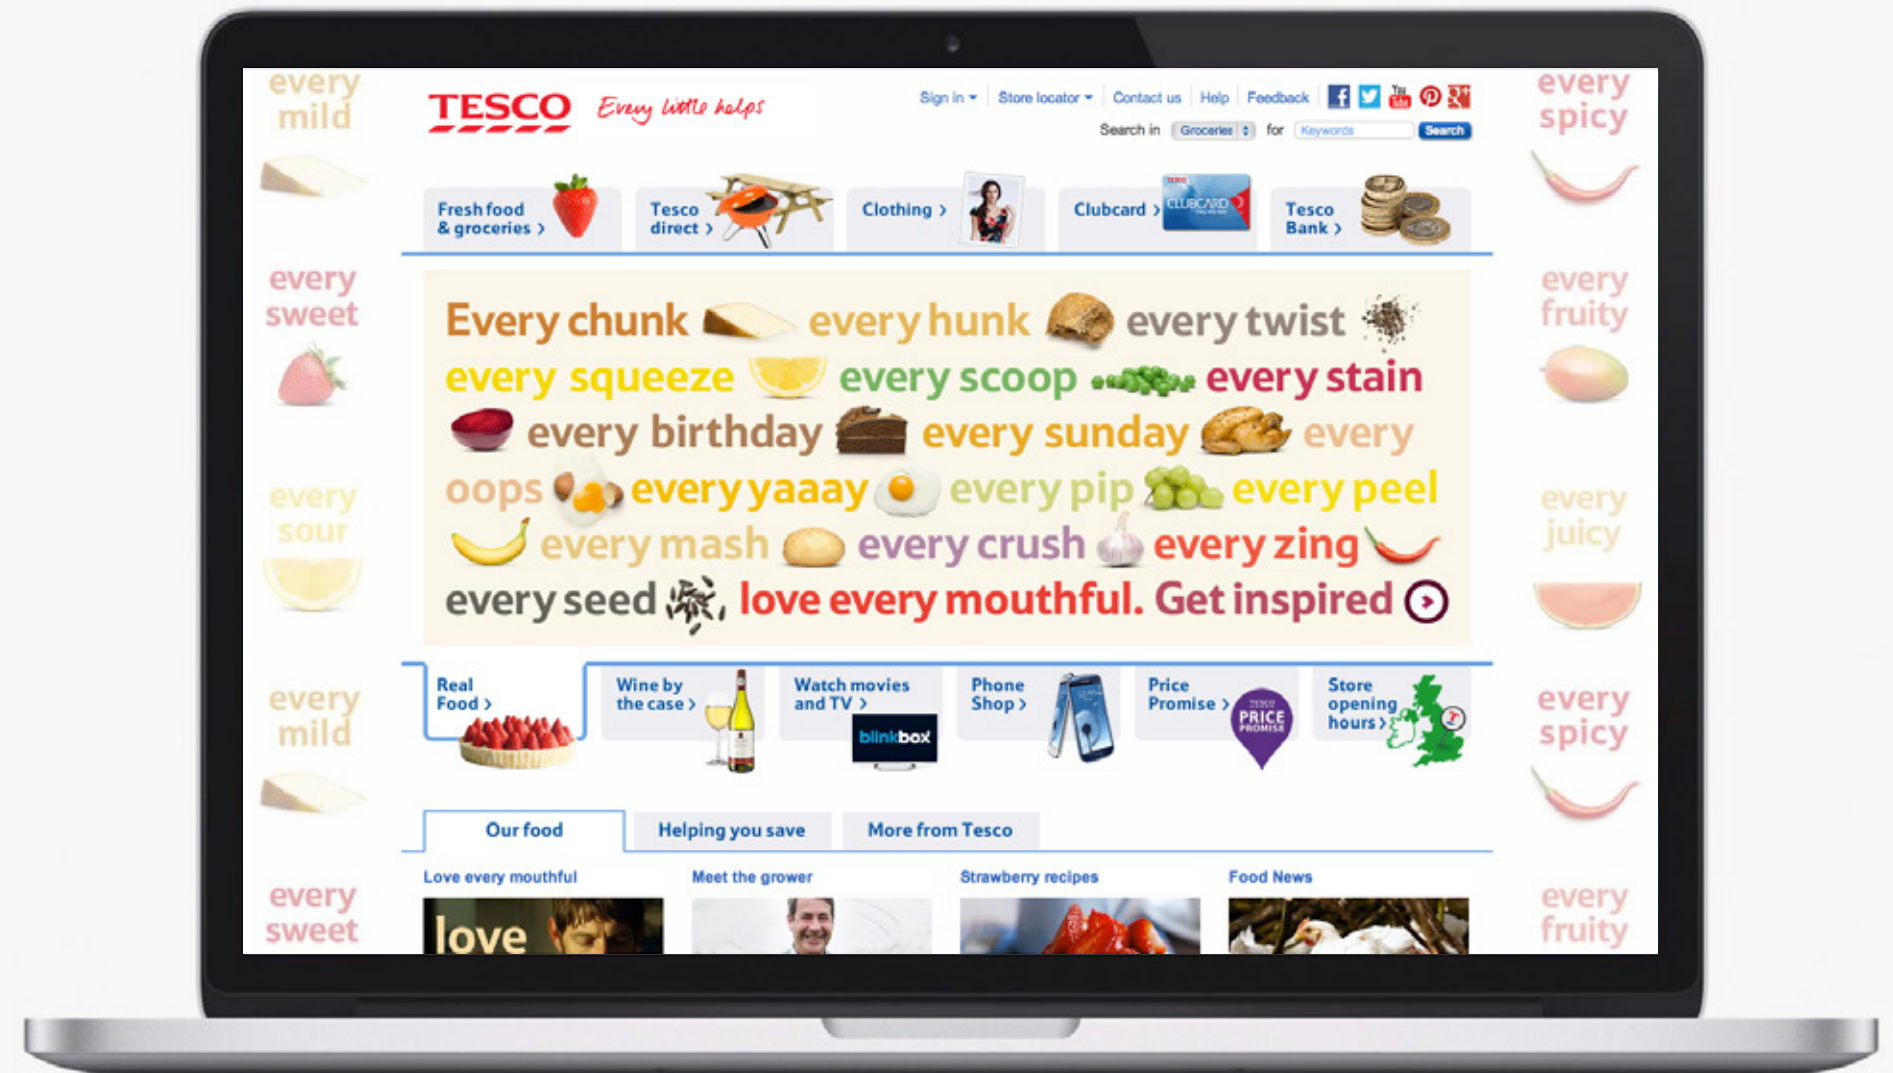 TESCO
Every little helps
Sign in
Store locator
Contact us
Help
Feedback
You
Tube
Search in
Groceries
for
Keywords
Search
Fresh food
& groceries >
Tesco
direct >
Clothing >
Clubcard >
TESCO
CLUBCARD
Tesco
Bank >
Every chunk every hunk every twist
every squeeze every scoop every stain
every birthday every sunday every
oops every yaaay every pip every peel
every mash every crush every zing
every seed , love every mouthful. Get inspired
Real
Food >
Wine by
the case >
Watch movies
and TV >
blinkbox
Phone
Shop >
Price
Promise >
TESCO
PRICE
PROMISE
Store
opening
hours >
Our food
Helping you save
More from Tesco
Love every mouthful
Meet the grower
Strawberry recipes
Food News
love
every
mild
every
sweet
every
sour
every
mild
every
sweet
every
spicy
every
fruity
every
juicy
every
spicy
every
fruity